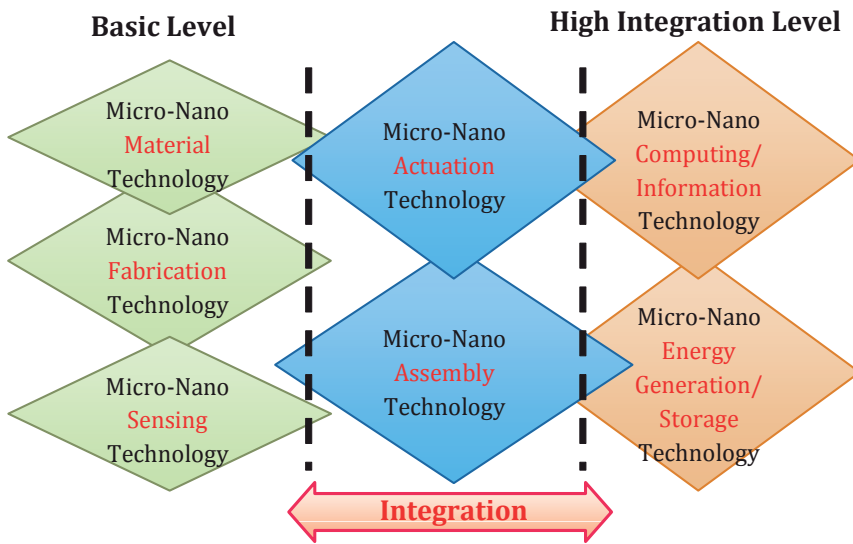 Basic Level
High Integration Level
Micro-Nano
Material
Technology
Micro-Nano
Fabrication
Technology
Micro-Nano
Sensing
Technology
Micro-Nano
Actuation
Technology
Micro-Nano
Assembly
Technology
Micro-Nano
Computing/
Information
Technology
Micro-Nano
Energy
Generation/
Storage
Technology
Integration